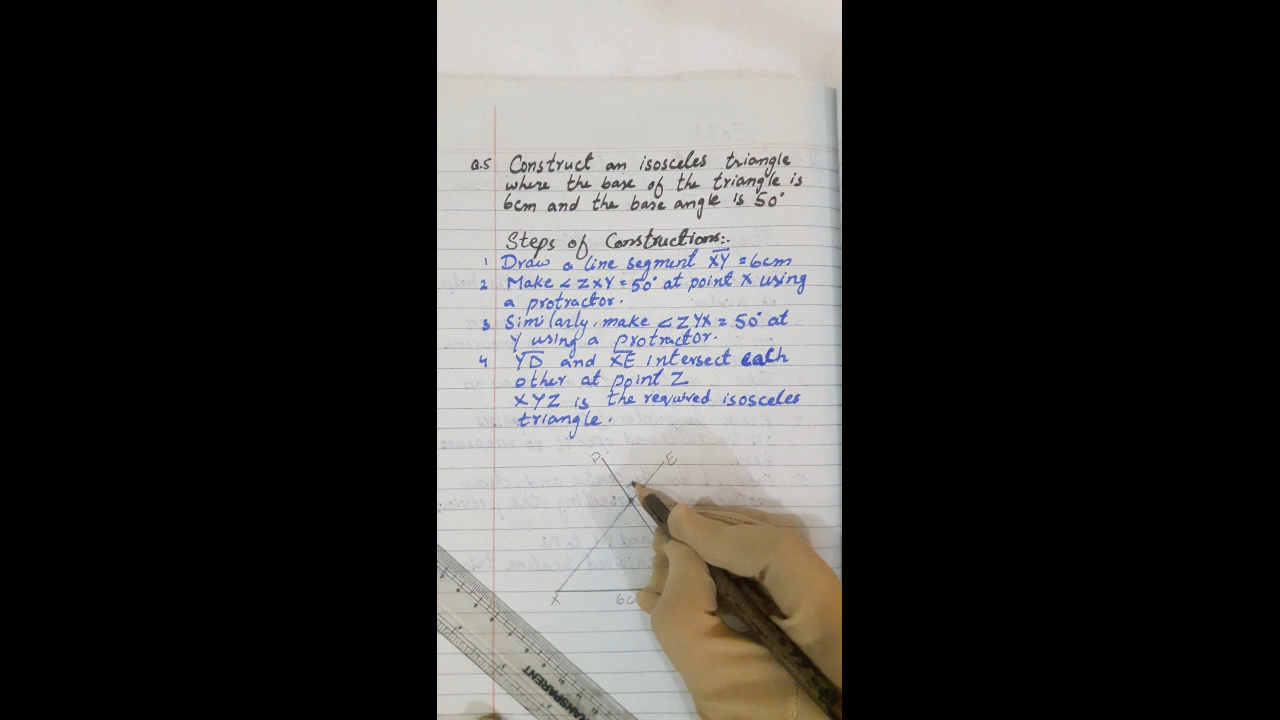 Q.5 Construct an isosceles triangle
where the base of the triangle is
6cm and the base angle is 50°
Steps of Constructions:.
1 Draw a line segment XY = 6cm
2 Make ∠ZXY = 50° at point X using
a protractor.
3 Similarly, make ∠ZYX = 50° at
Y using a protractor.
4 YD and XE intersect each
other at point Z
XYZ is the required isosceles
triangle.
E
X
TRANSPARENT